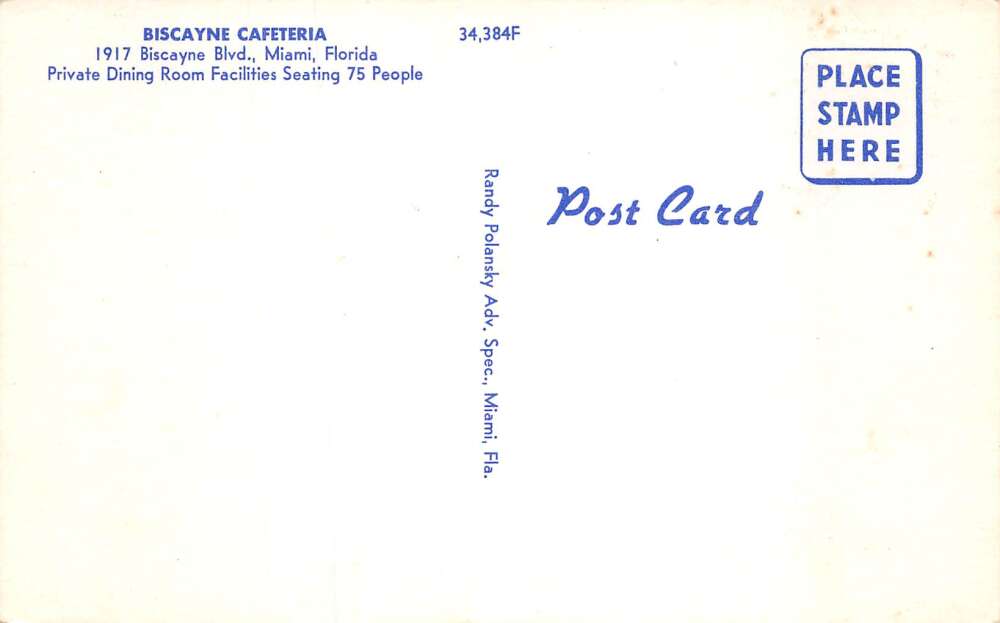 BISCAYNE CAFETERIA
1917 Biscayne Blvd., Miami, Florida
Private Dining Room Facilities Seating 75 People
34,384F
PLACE
STAMP
HERE
Post Card
Randy Polansky Adv. Spec., Miami, Fla.